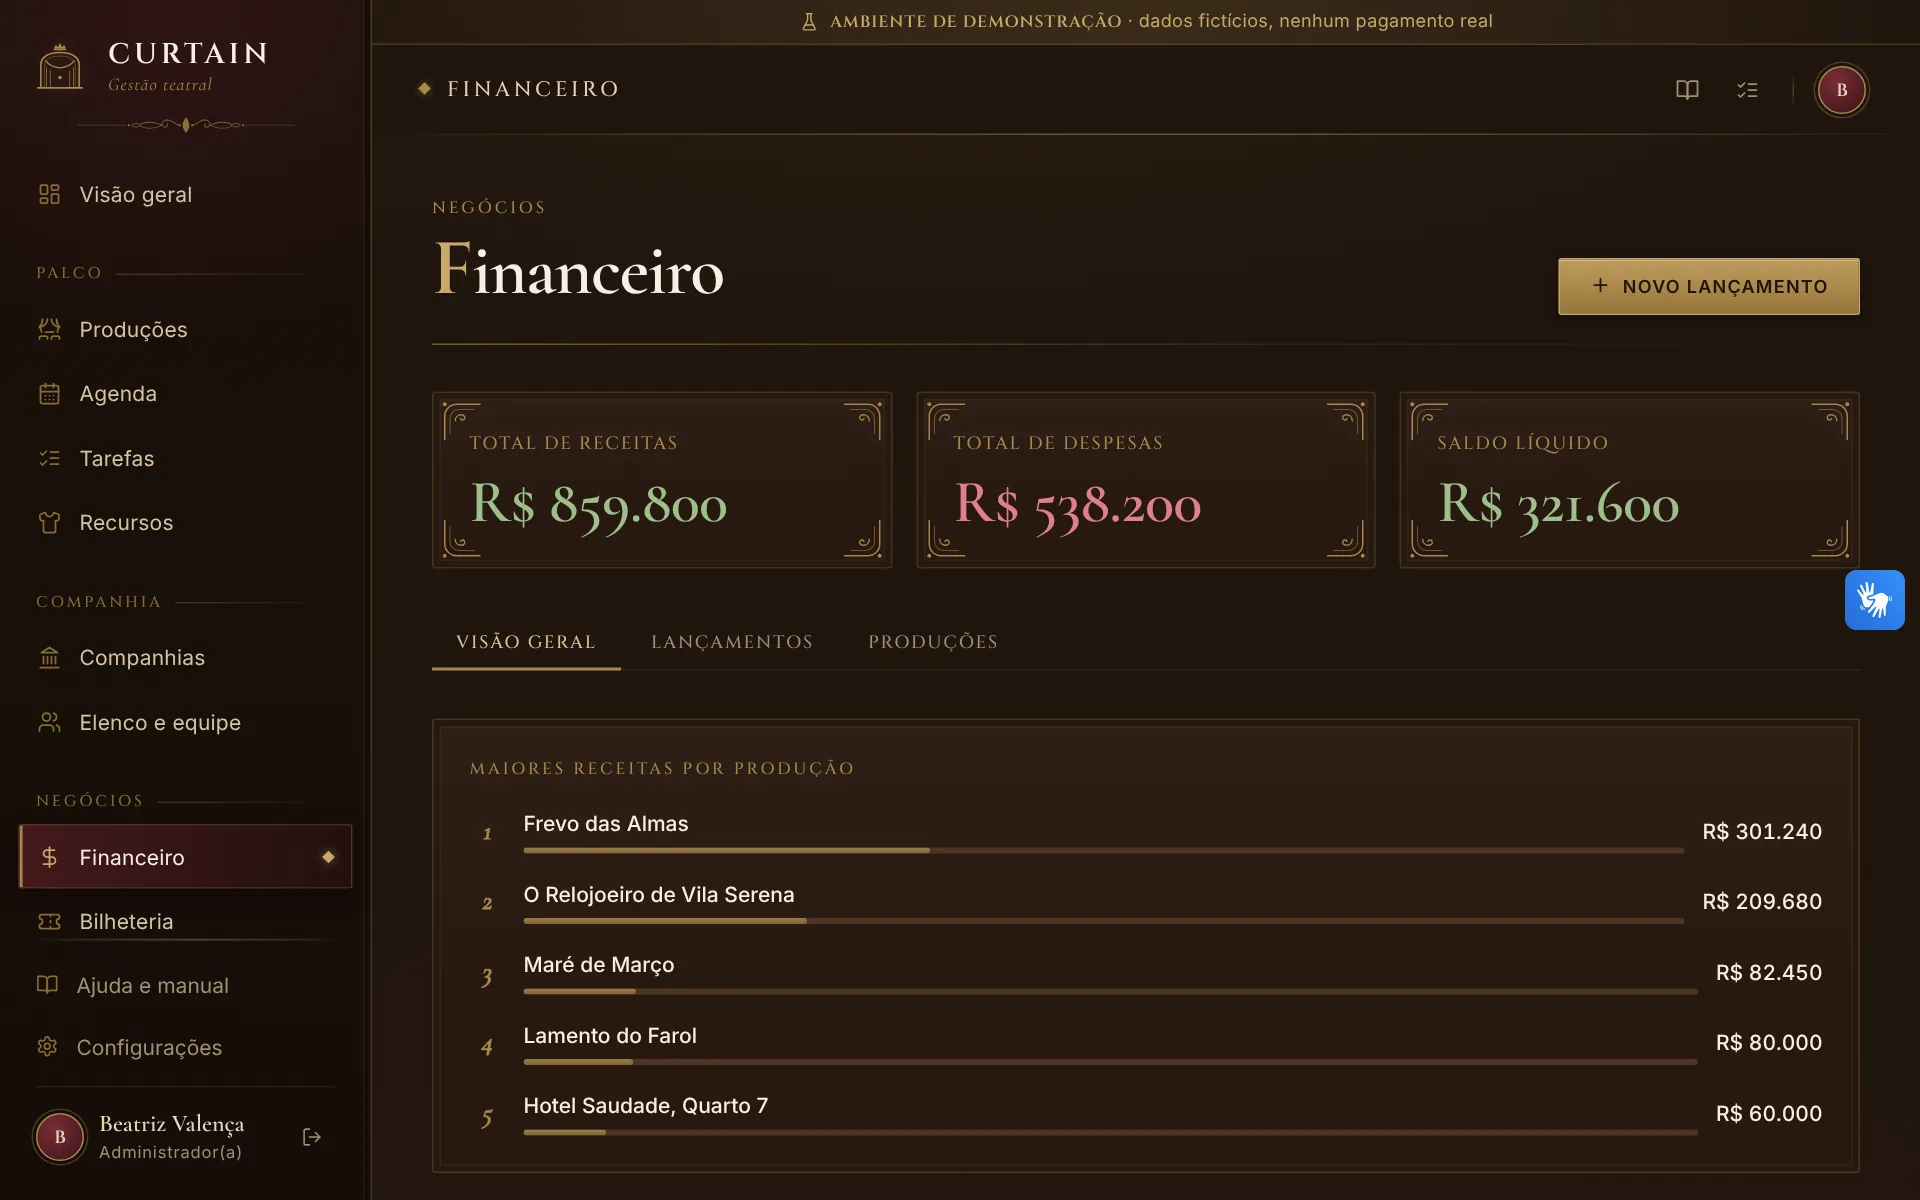 CURTAIN
Gestão teatral
Visão geral
PALCO
Produções
Agenda
Tarefas
Recursos
COMPANHIA
Companhias
Elenco e equipe
NEGÓCIOS
Financeiro
Bilheteria
Ajuda e manual
Configurações
B
Beatriz Valença
Administrador(a)
AMBIENTE DE DEMONSTRAÇÃO · dados fictícios, nenhum pagamento real
FINANCEIRO
B
NEGÓCIOS
Financeiro
+ NOVO LANÇAMENTO
TOTAL DE RECEITAS
R$ 859.800
TOTAL DE DESPESAS
R$ 538.200
SALDO LÍQUIDO
R$ 321.600
VISÃO GERAL
LANÇAMENTOS
PRODUÇÕES
MAIORES RECEITAS POR PRODUÇÃO
1 Frevo das Almas R$ 301.240
2 O Relojoeiro de Vila Serena R$ 209.680
3 Maré de Março R$ 82.450
4 Lamento do Farol R$ 80.000
5 Hotel Saudade, Quarto 7 R$ 60.000